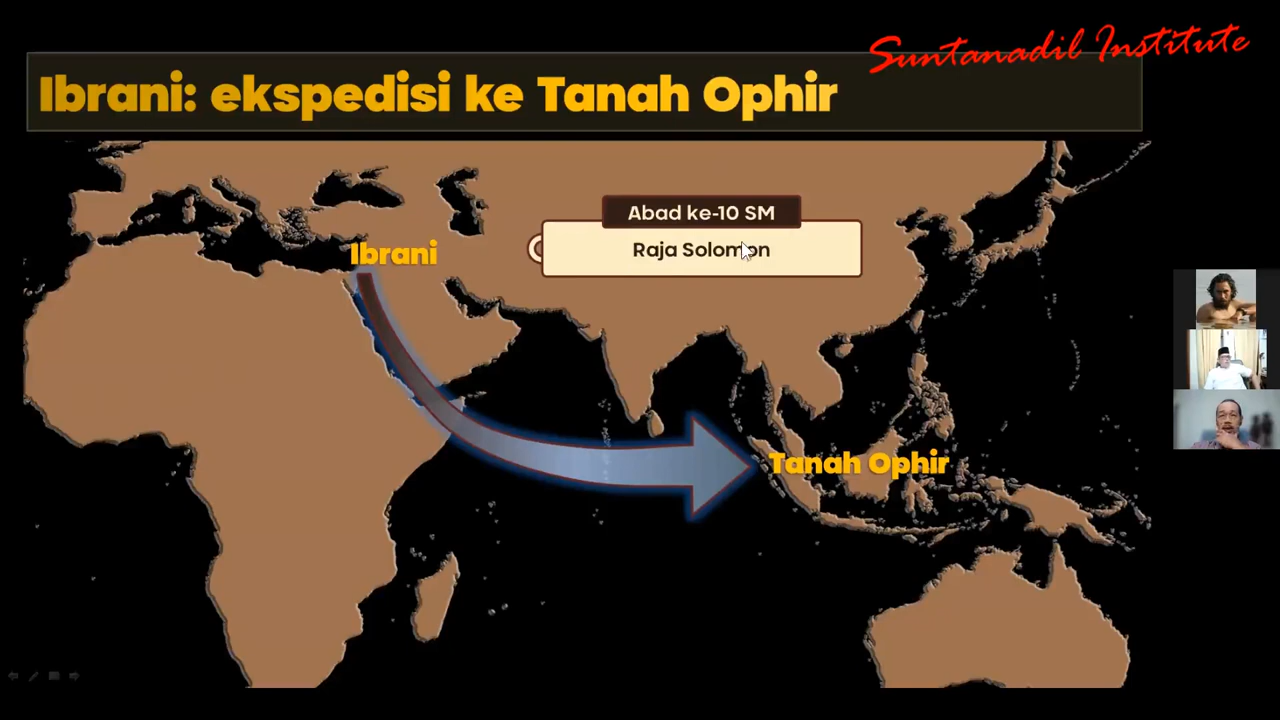 Suntanadil Institute
Ibrani: ekspedisi ke Tanah Ophir
Abad ke-10 SM
Raja Solomon
Ibrani
Tanah Ophir